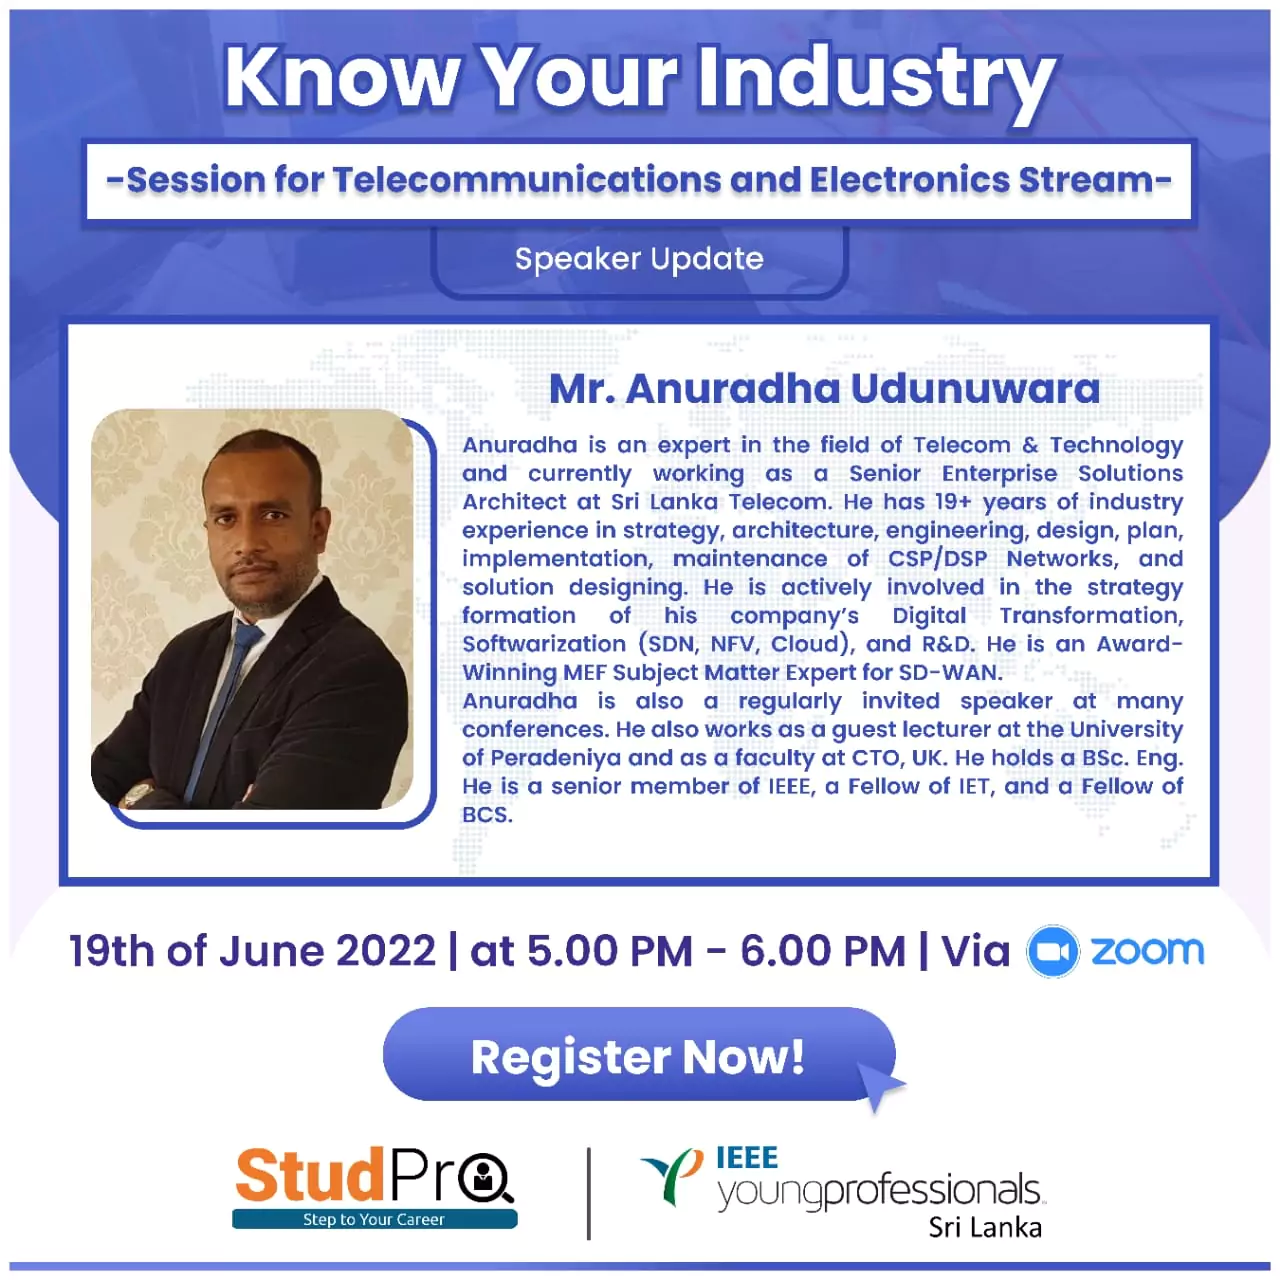 Know Your Industry
-Session for Telecommunications and Electronics Stream-
Speaker Update
Mr. Anuradha Udunuwara
Anuradha is an expert in the field of Telecom & Technology
and currently working as a Senior Enterprise Solutions
Architect at Sri Lanka Telecom. He has 19+ years of industry
experience in strategy, architecture, engineering, design, plan,
implementation, maintenance of CSP/DSP Networks, and
solution designing. He is actively involved in the strategy
formation of his company's Digital Transformation,
Softwarization (SDN, NFV, Cloud), and R&D. He is an Award-
Winning MEF Subject Matter Expert for SD-WAN.
Anuradha is also a regularly invited speaker at many
conferences. He also works as a guest lecturer at the University
of Peradeniya and as a faculty at CTO, UK. He holds a BSc. Eng.
He is a senior member of IEEE, a Fellow of IET, and a Fellow of
BCS.
19th of June 2022 | at 5.00 PM - 6.00 PM | Via zoom
Register Now!
StudPro
Step to Your Career
IEEE
youngprofessionals
Sri Lanka